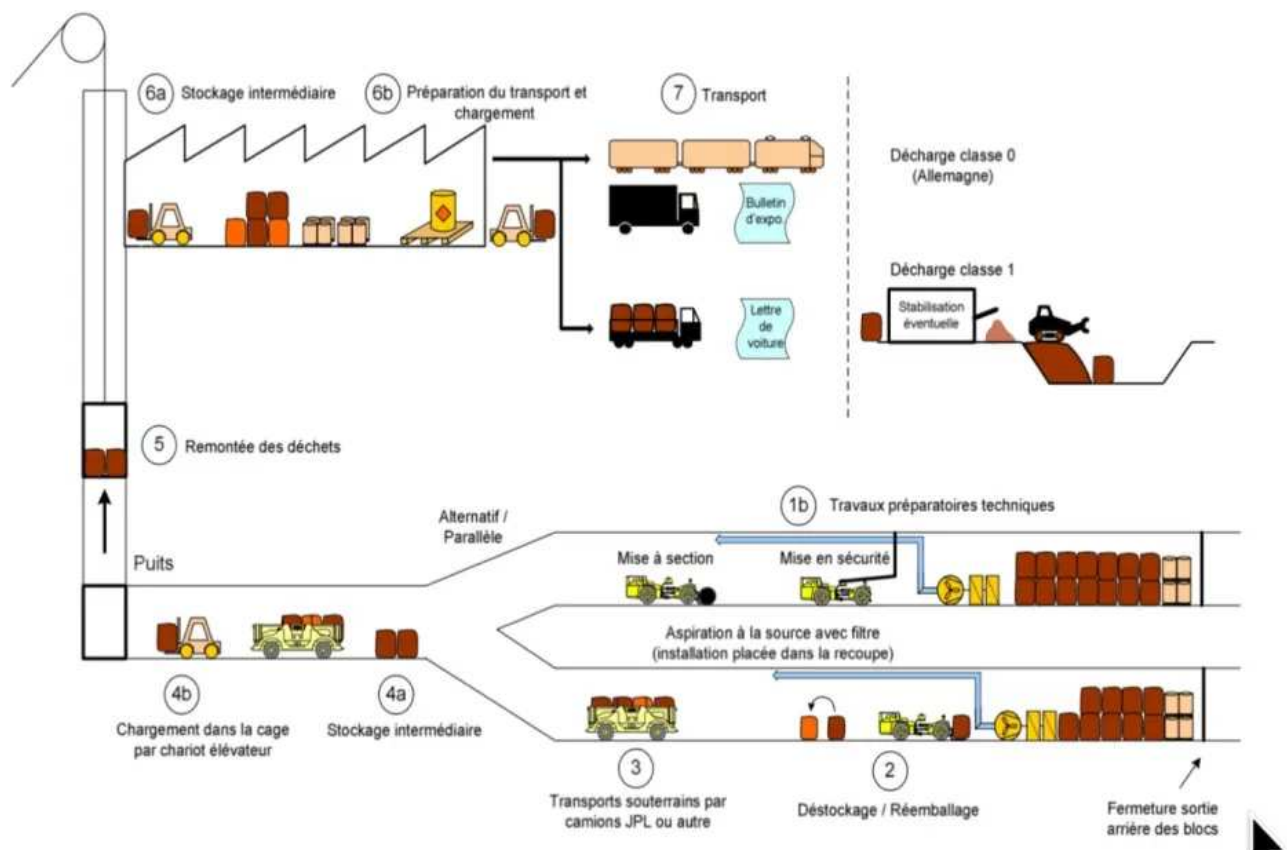 6a Stockage intermédiaire
6b Préparation du transport et
chargement
7 Transport
Bulletin
d'expo.
Lettre
de
voiture
Décharge classe 0
(Allemagne)
Décharge classe 1
Stabilisation
éventuelle
5 Remontée des déchets
Puits
Alternatif /
Parallèle
1b Travaux préparatoires techniques
Mise à section
Mise en sécurité
Aspiration à la source avec filtre
(installation placée dans la recoupe)
4b
Chargement dans la cage
par chariot élévateur
4a
Stockage intermédiaire
3
Transports souterrains par
camions JPL ou autre
2
Déstockage / Réemballage
Fermeture sortie
arrière des blocs